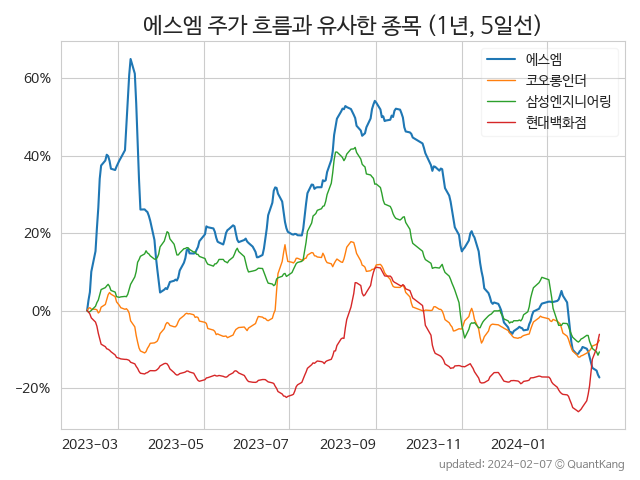 에스엠 주가 흐름과 유사한 종목 (1년, 5일선)
에스엠
코오롱인더
삼성엔지니어링
현대백화점
60%
40%
20%
0%
−20%
2023-03 2023-05 2023-07 2023-09 2023-11 2024-01
updated: 2024-02-07 © QuantKang